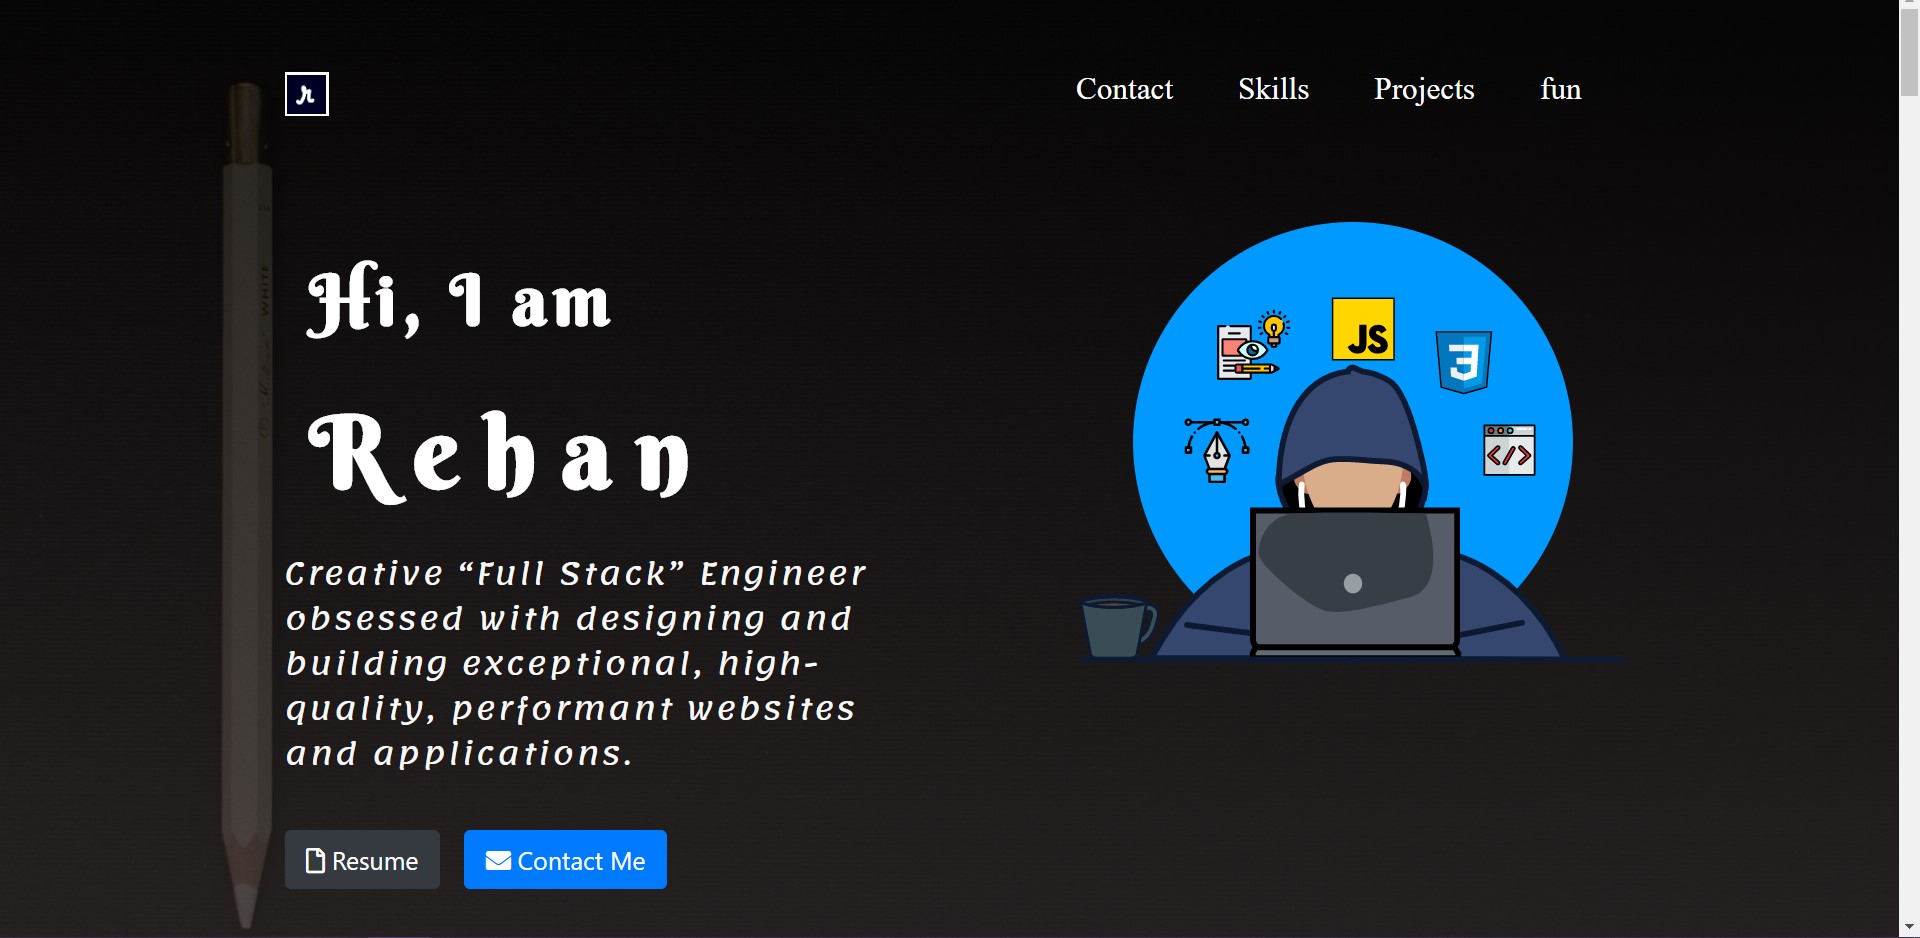 r
Contact Skills Projects fun
WHITE
Hi, I am
JS
Rehan
Creative “Full Stack” Engineer
obsessed with designing and
building exceptional, high-
quality, performant websites
and applications.
Resume Contact Me